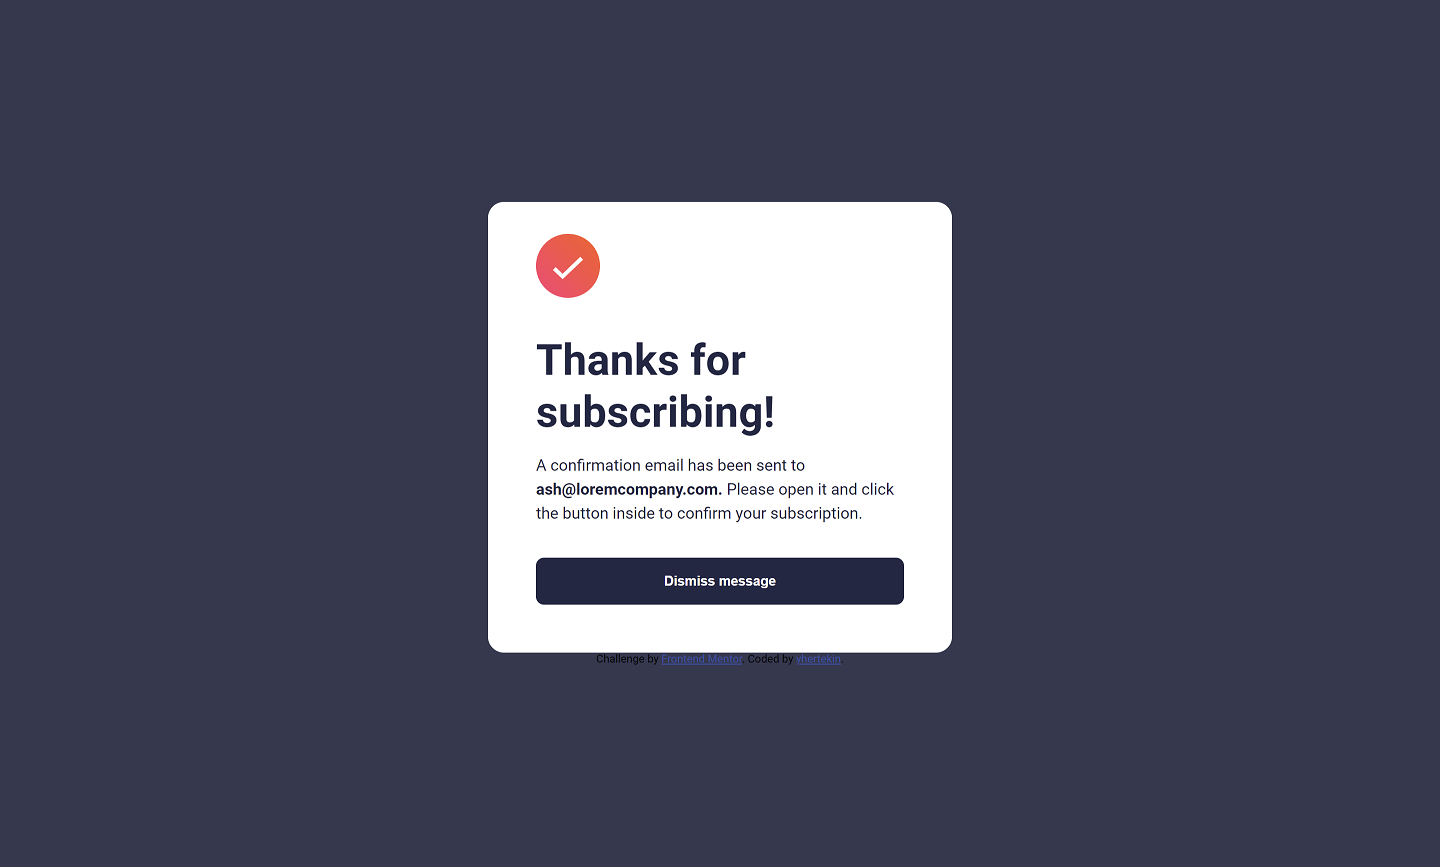 Thanks for
subscribing!
A confirmation email has been sent to
ash@loremcompany.com. Please open it and click
the button inside to confirm your subscription.
Dismiss message
Challenge by Frontend Mentor. Coded by yhertekin.